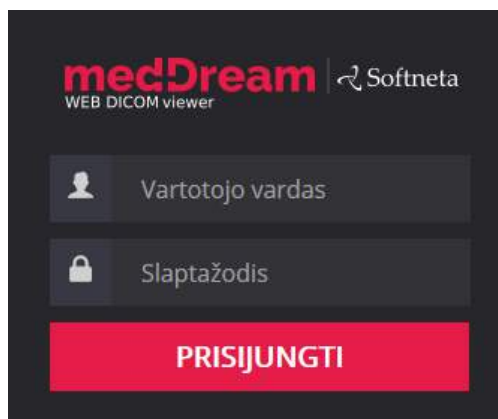 medDream Softneta
WEB DICOM viewer
Vartotojo vardas
Slaptažodis
PRISIJUNGTI